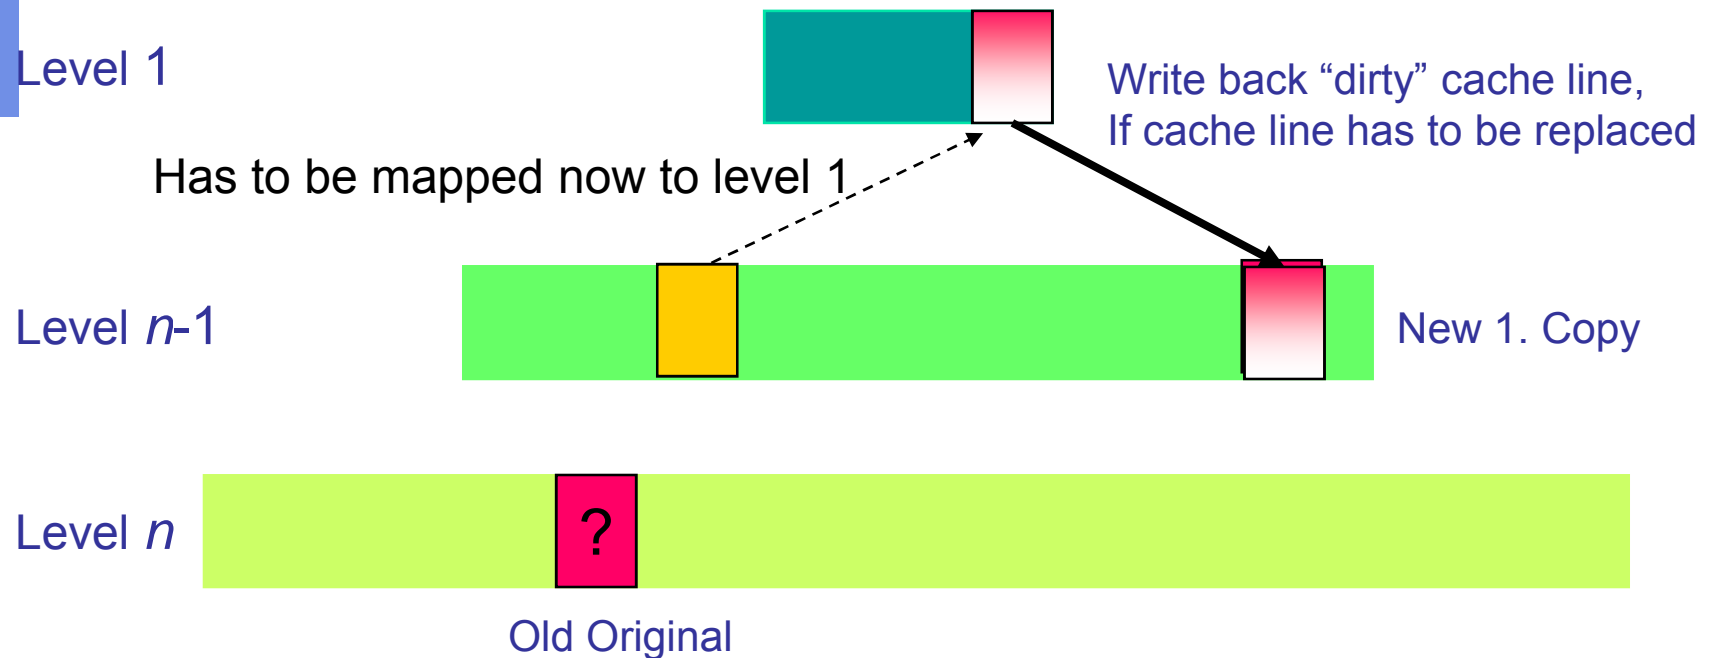 Level 1
Write back “dirty” cache line,
If cache line has to be replaced
Has to be mapped now to level 1
Level n-1
New 1. Copy
Level n
?
Old Original